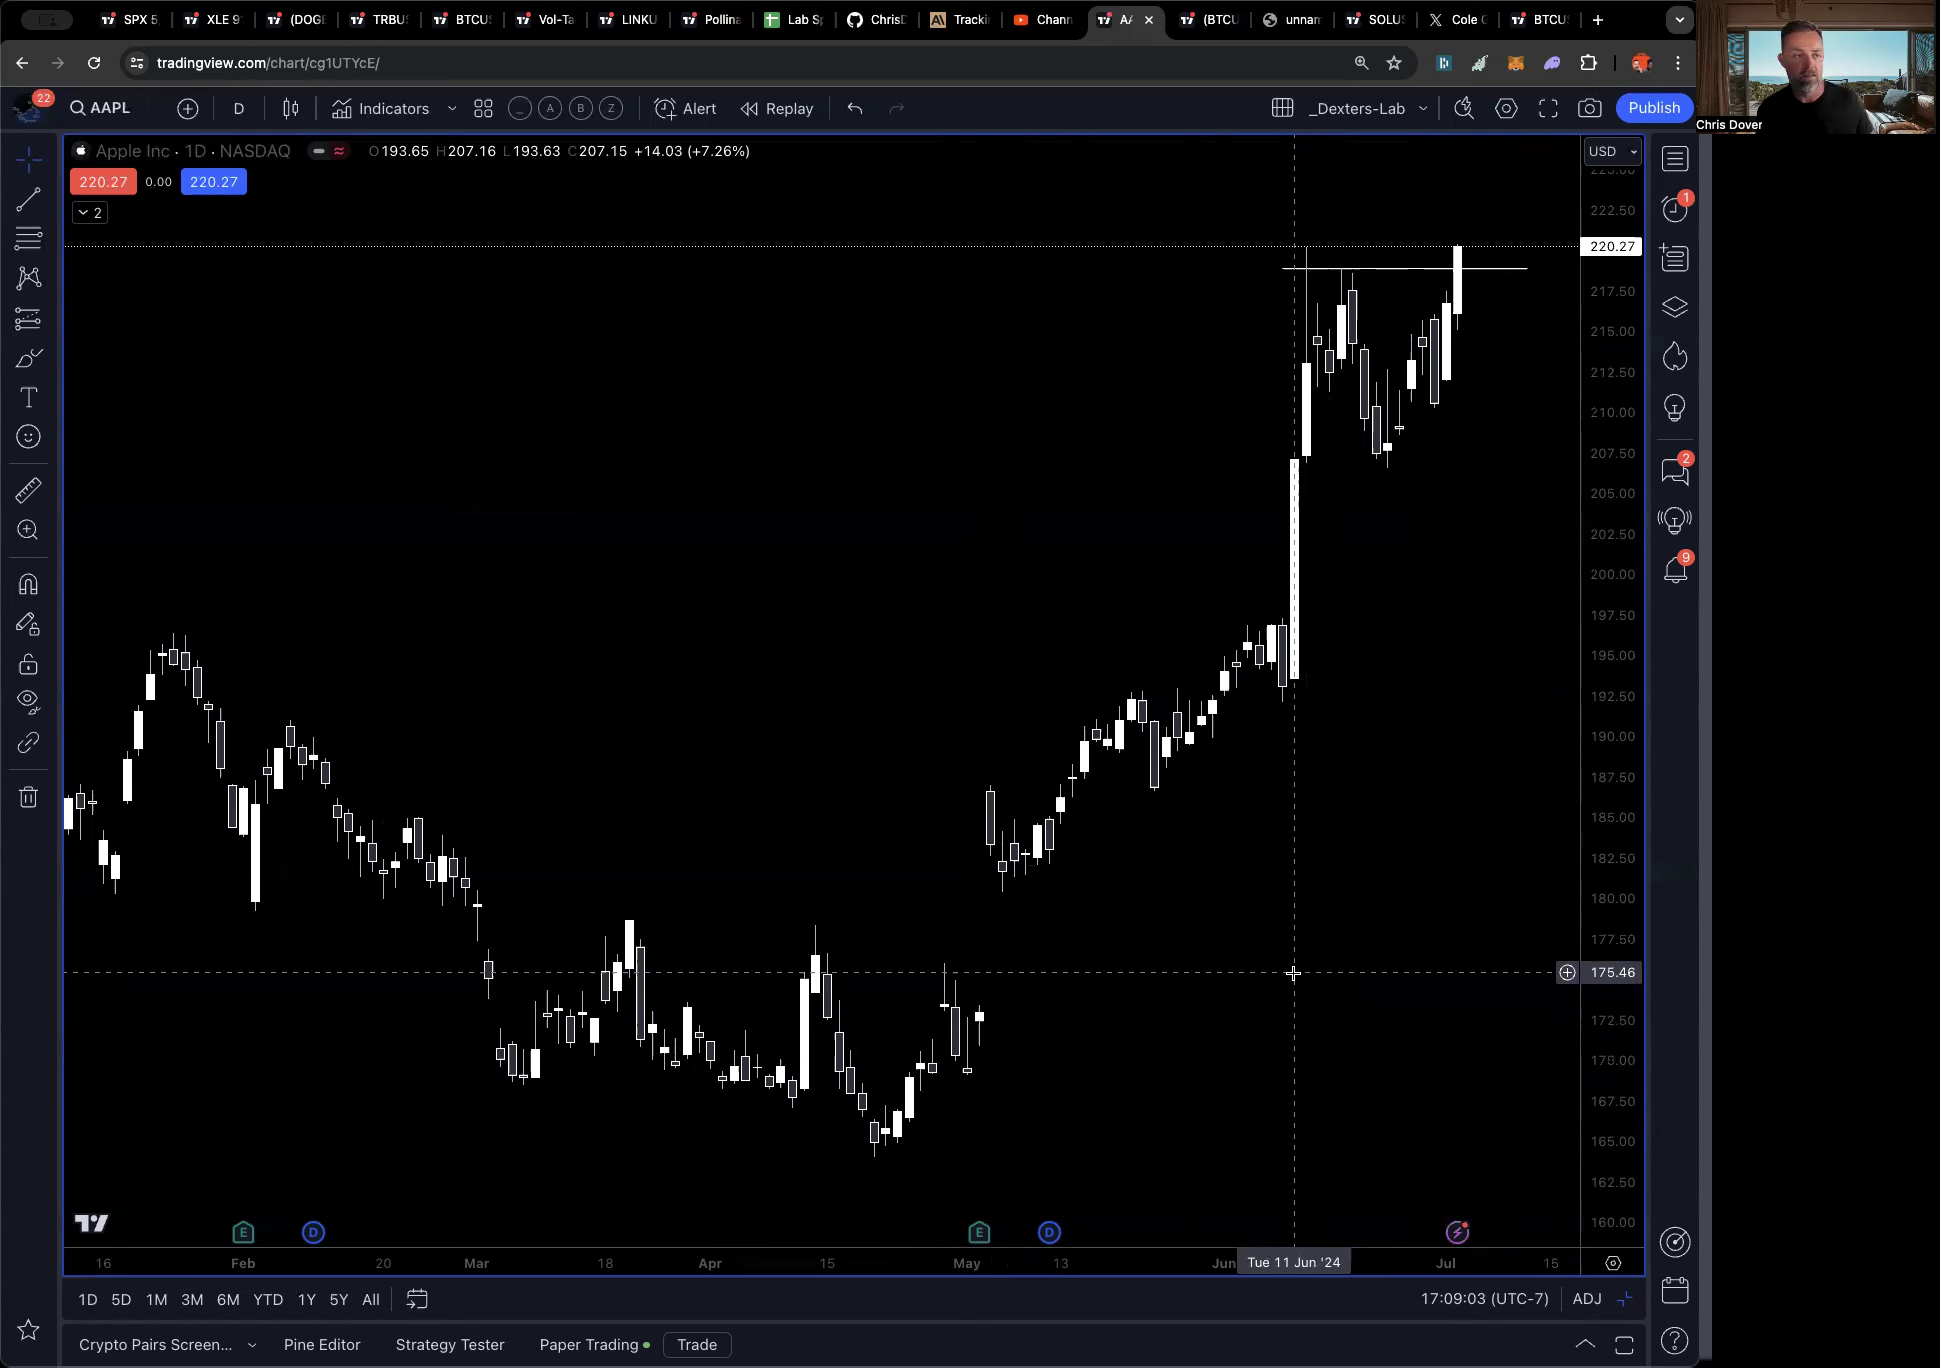 SPX 5
XLE 9
(DOGE
TRBUS
BTCUS
Vol-Ta
LINKU
Pollina
Lab S
ChrisD
Tracki
Chann
(BTCU
unnam
SOLUS
Cole
BTCUS
tradingview.com/chart/cg1UTYcE/
22
AAPL
D
Indicators
A
B
Z
Alert
Replay
_Dexters-Lab
Publish
Chris Dover
Apple Inc · 1D · NASDAQ
O193.65 H207.16 L193.63 C207.15 +14.03 (+7.26%)
USD
220.27
0.00
220.27
2
225.00
222.50
220.27
217.50
215.00
212.50
210.00
207.50
205.00
202.50
200.00
197.50
195.00
192.50
190.00
187.50
185.00
182.50
180.00
177.50
175.46
172.50
170.00
167.50
165.00
162.50
160.00
1
2
9
E
D
E
D
16
Feb
20
Mar
18
Apr
15
May
13
Jun
Tue 11 Jun '24
Jul
15
1D
5D
1M
3M
6M
YTD
1Y
5Y
All
17:09:03 (UTC-7)
ADJ
Crypto Pairs Screen...
Pine Editor
Strategy Tester
Paper Trading
Trade